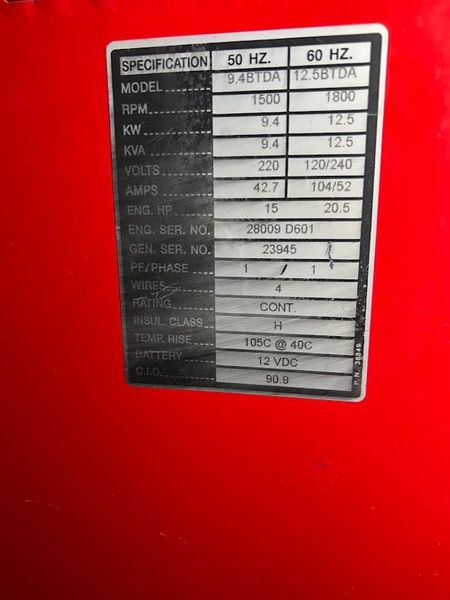 SPECIFICATION 50 HZ. 60 HZ.
MODEL 9.4BTDA 12.5BTDA
RPM 1500 1800
KW 9.4 12.5
KVA 9.4 12.5
VOLTS 220 120/240
AMPS 42.7 104/52
ENG. HP 15 20.5
ENG. SER. NO. 28009 D601
GEN. SER. NO. 23945
PF/PHASE 1 / 1
WIRES 4
RATING CONT.
INSUL. CLASS H
TEMP. RISE 105C @ 40C
BATTERY 12 VDC
C.I.D. 90.9
P. N. 38849